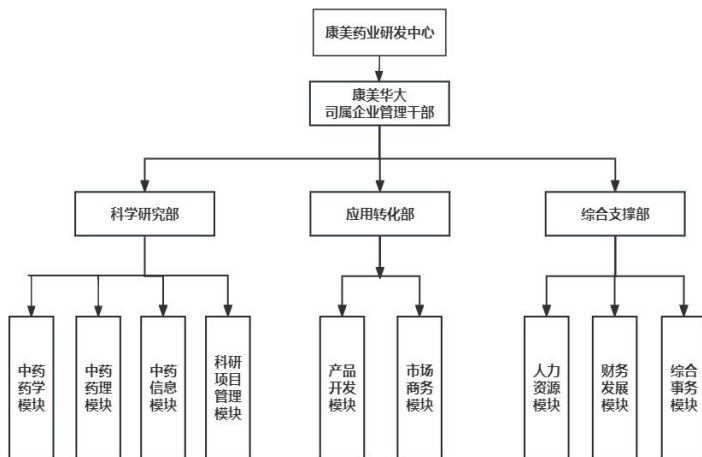 康美药业研发中心
康美华大
司属企业管理干部
科学研究部
应用转化部
综合支撑部
中药
药学
模块
中药
药理
模块
中药
信息
模块
科研
项目
管理
模块
产品
开发
模块
市场
商务
模块
人力
资源
模块
财务
发展
模块
综合
事务
模块